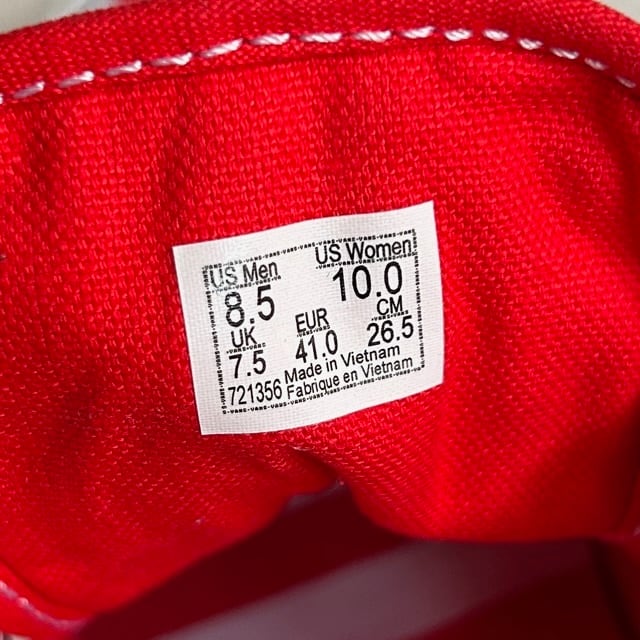 US Men US Women
8.5 10.0
UK EUR CM
7.5 41.0 26.5
721356 Made in Vietnam
Fabrique en Vietnam